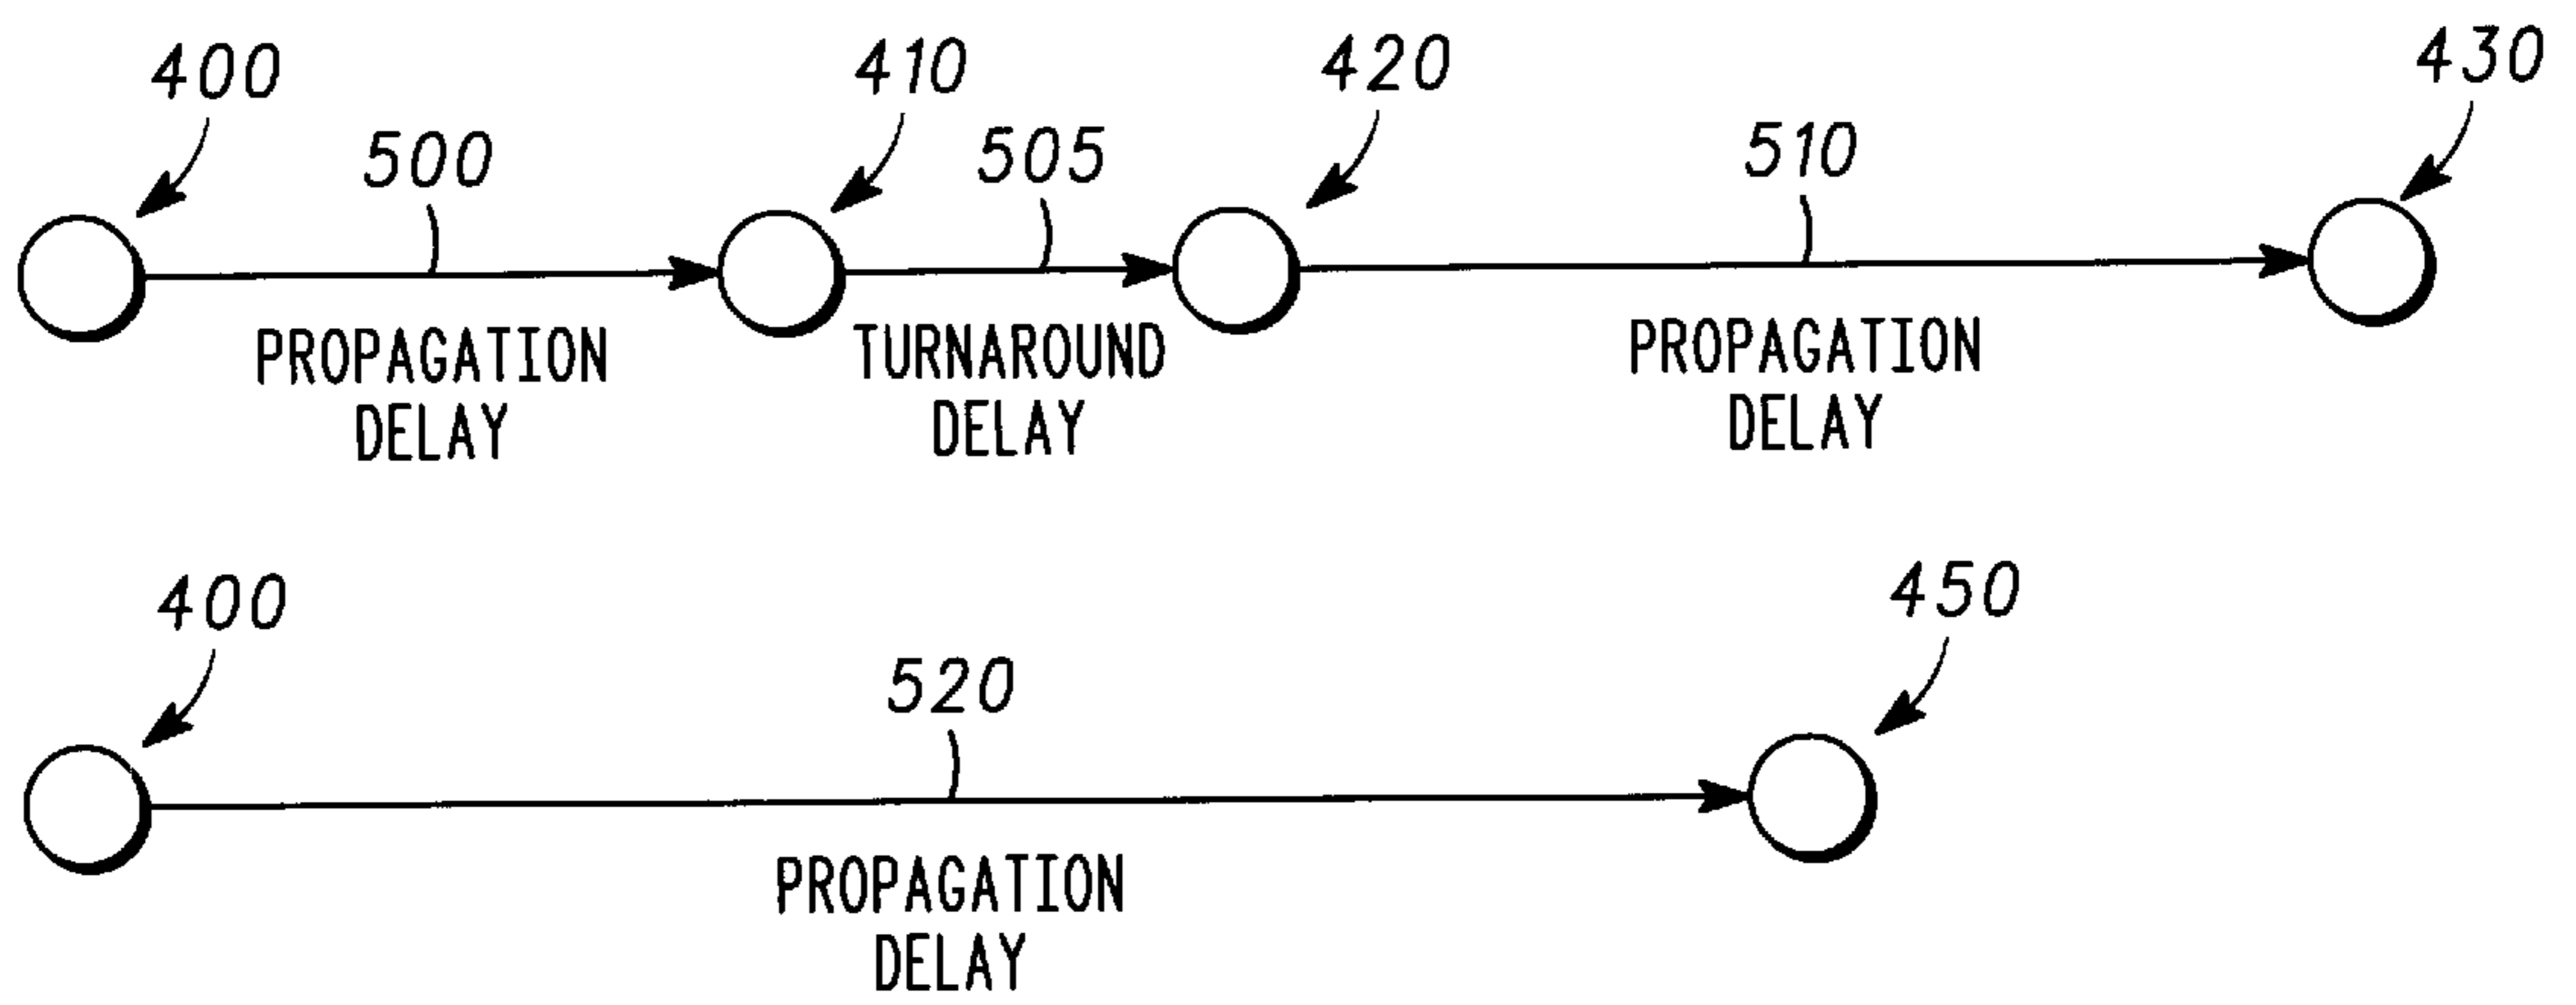 400 410 420 430
500 505 510
PROPAGATION TURNAROUND PROPAGATION
DELAY DELAY DELAY
400 450
520
PROPAGATION
DELAY